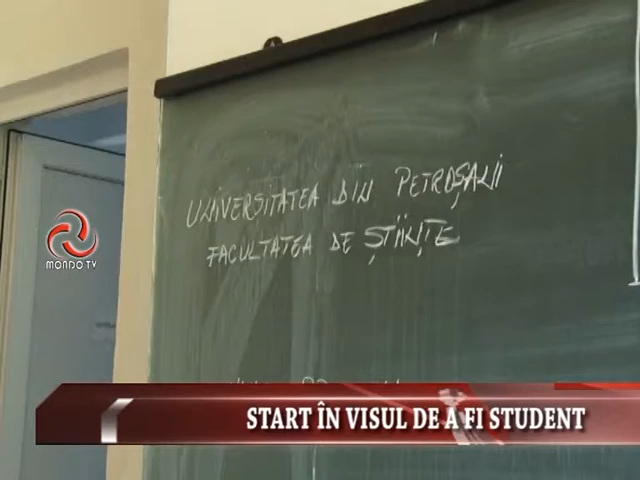 UNIVERSITATEA DIN PETROȘANI
FACULTATEA DE ȘTIINȚE
MONDO TV
START ÎN VISUL DE A FI STUDENT